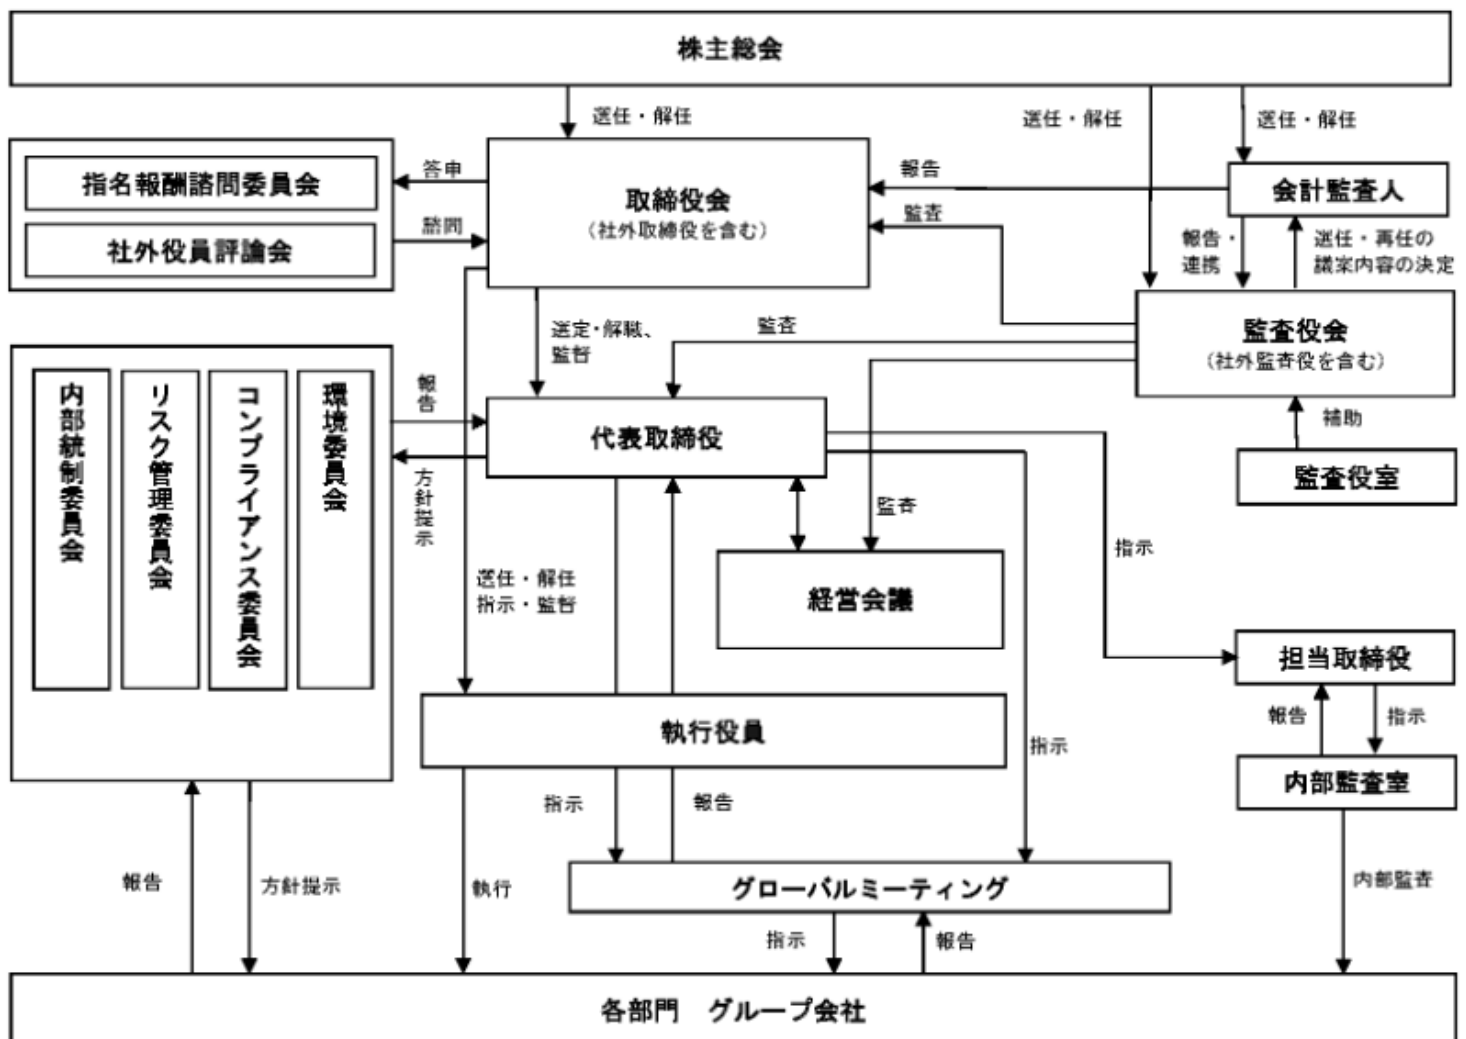 株主総会
選任・解任
選任・解任
選任・解任
指名報酬諮問委員会
社外役員評論会
答申
諮問
取締役会
(社外取締役を含む)
報告
監査
会計監査人
報告・
連携
選任・再任の
議案内容の決定
監査役会
(社外監査役を含む)
選定・解職、
監督
監査
内部統制委員会
リスク管理委員会
コンプライアンス委員会
環境委員会
報告
方針提示
代表取締役
補助
監査役室
監査
指示
選任・解任
指示・監督
経営会議
担当取締役
報告
指示
執行役員
指示
内部監査室
指示
報告
報告
方針提示
執行
グローバルミーティング
内部監査
指示
報告
各部門 グループ会社